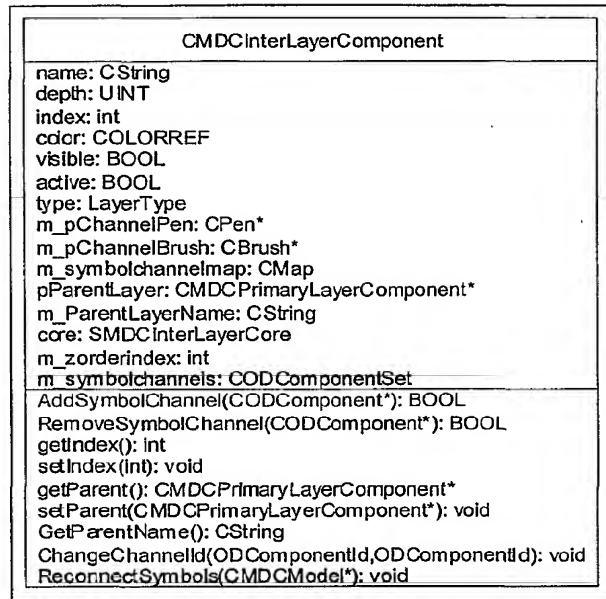 CMDCInterLayerComponent
name: CString
depth: UINT
index: int
color: COLORREF
visible: BOOL
active: BOOL
type: LayerType
m_pChannelPen: CPen*
m_pChannelBrush: CBrush*
m_symbolchannelmap: CMap
pParentLayer: CMDCPrimaryLayerComponent*
m_ParentLayerName: CString
core: SMDCInterLayerCore
m_zorderindex: int
m_symbolchannels: CODComponentSet
AddSymbolChannel(CODComponent*): BOOL
RemoveSymbolChannel(CODComponent*): BOOL
getIndex(): int
setIndex(int): void
getParent(): CMDCPrimaryLayerComponent*
setParent(CMDCPrimaryLayerComponent*): void
GetParentName(): CString
ChangeChannelId(ODComponentId,ODComponentId): void
ReconnectSymbols(CMDCModel*): void